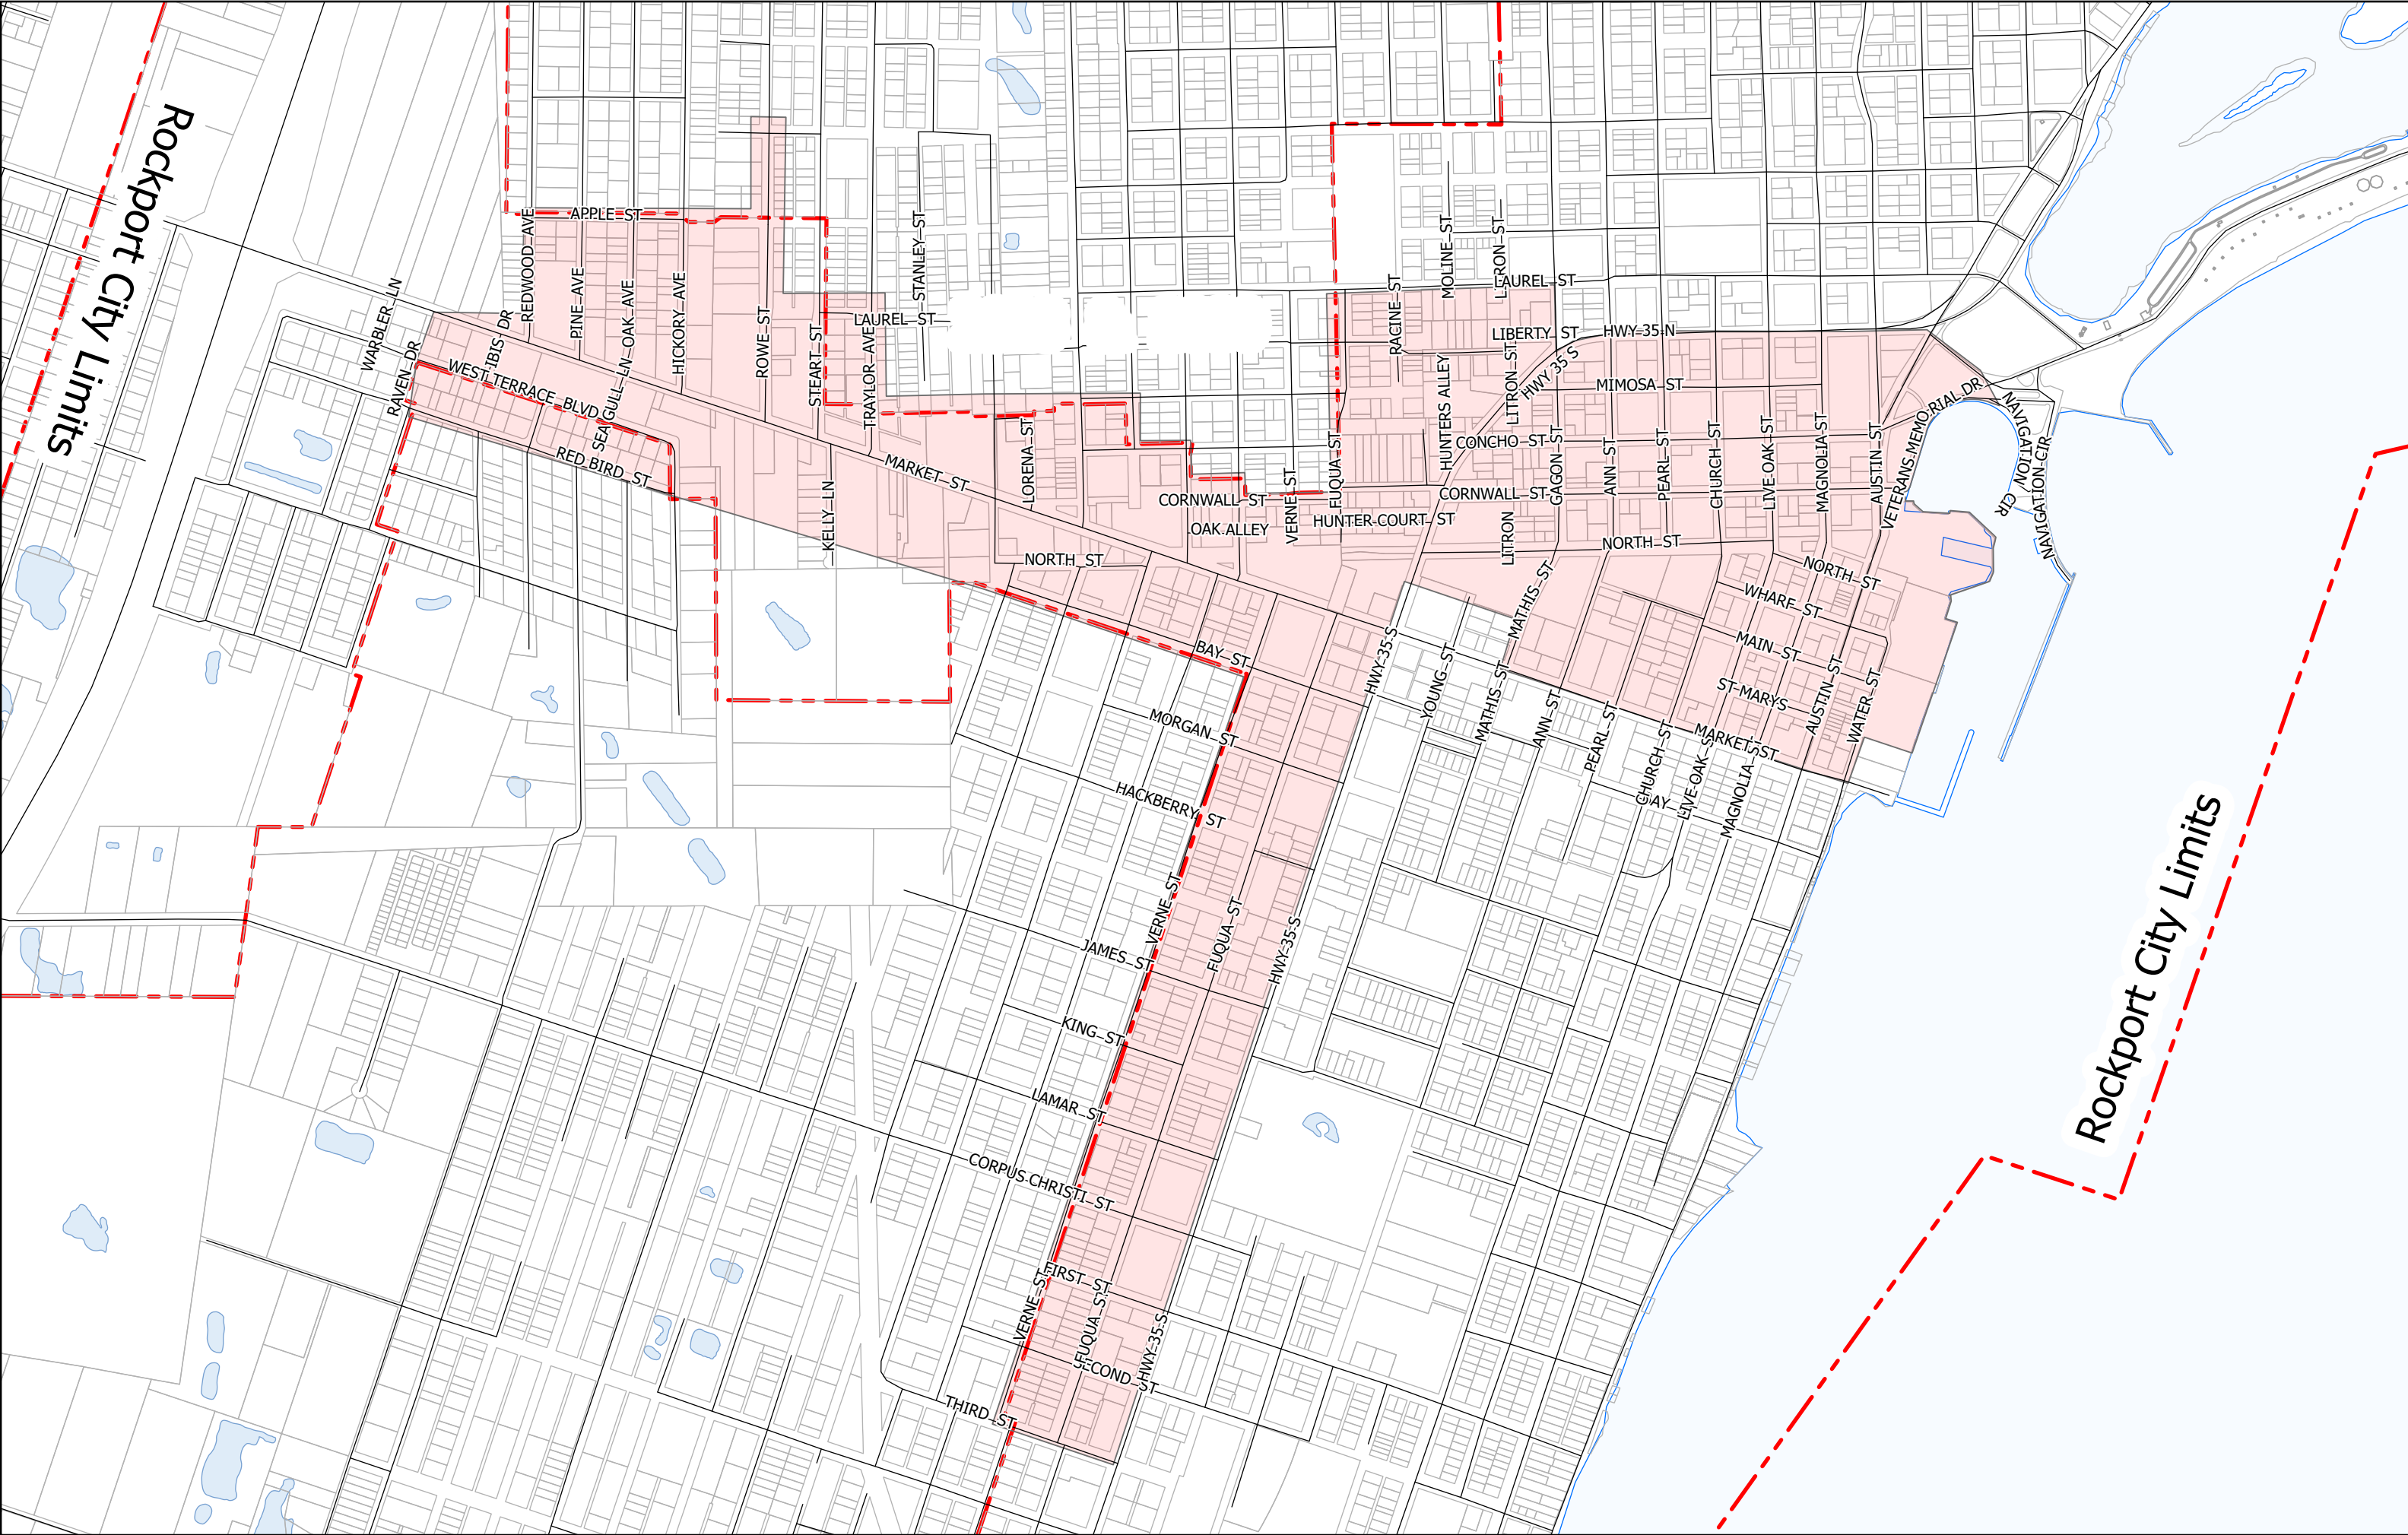 Rockport City Limits
APPLE ST
REDWOOD AVE
PINE AVE
OAK AVE
HICKORY AVE
ROWE ST
STEART ST
TRAYLOR AVE
STANLEY ST
LAUREL ST
WARBLER LN
RAVEN DR
IBIS DR
WEST TERRACE BLVD
SEA GULL LN
RED BIRD ST
KELLY LN
MARKET ST
LORENA ST
NORTH ST
CORNWALL ST
OAK ALLEY
VERNE ST
FUQUA ST
HUNTER COURT ST
RACINE ST
MOLINE ST
LITRON ST
LAUREL ST
LIBERTY ST
HWY 35 N
HWY 35 S
HUNTERS ALLEY
LITRON ST
MIMOSA ST
CONCHO ST
CORNWALL ST
GAGON ST
ANN ST
PEARL ST
CHURCH ST
LIVE OAK ST
MAGNOLIA ST
AUSTIN ST
VETERANS MEMORIAL DR
NAVIGATION CIR
NAVIGATION CIR
LITRON
NORTH ST
NORTH ST
WHARF ST
MAIN ST
ST MARYS
AUSTIN ST
WATER ST
MARKET ST
MATHIS ST
HWY 35 S
YOUNG ST
MATHIS ST
ANN ST
PEARL ST
CHURCH ST
LIVE OAK S
MAGNOLIA S
BAY ST
MORGAN ST
HACKBERRY ST
VERNE ST
FUQUA ST
HWY 35 S
JAMES ST
KING ST
LAMAR ST
CORPUS CHRISTI ST
FIRST ST
VERNE ST
FUQUA ST
HWY 35 S
SECOND ST
THIRD ST
Rockport City Limits